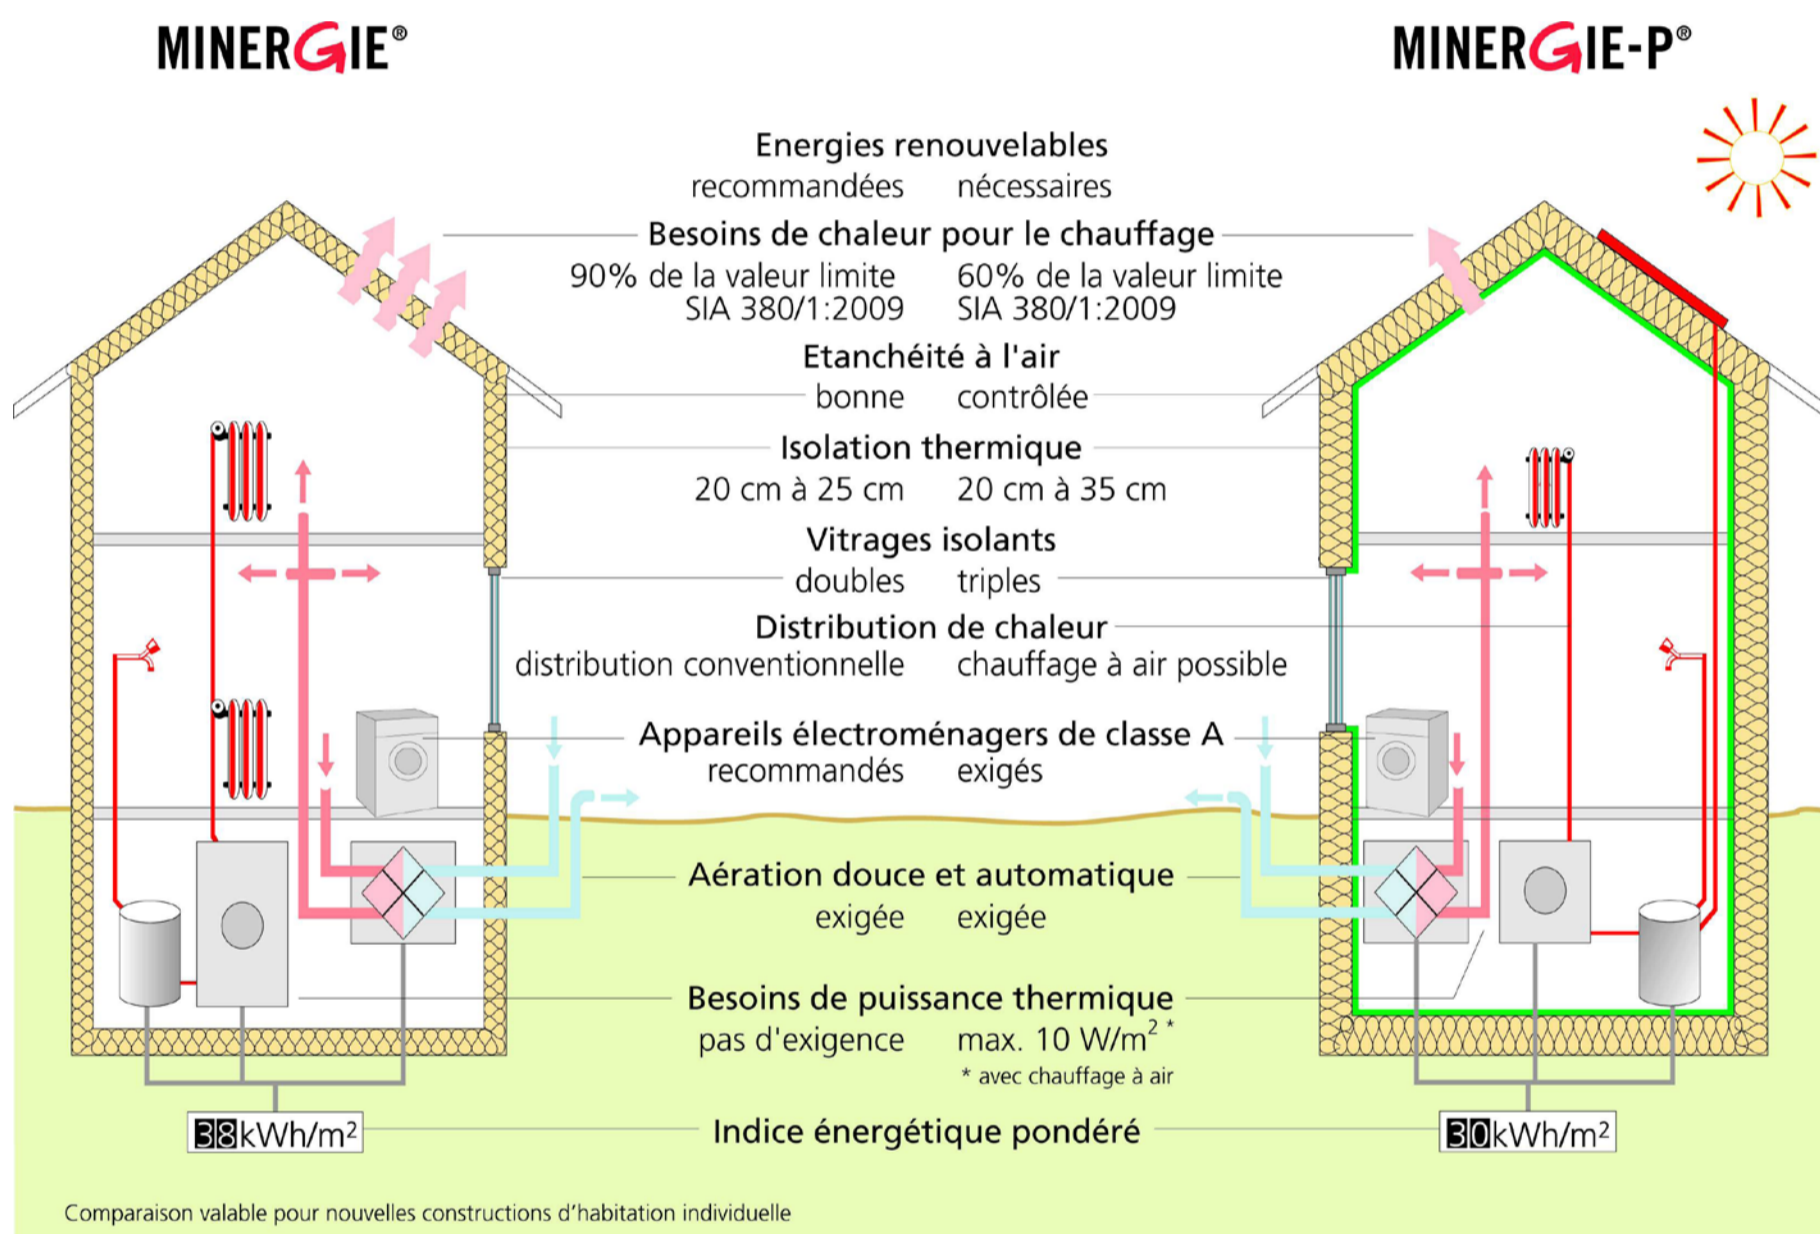 MINERGIE®
MINERGIE-P®
Energies renouvelables
recommandées nécessaires
Besoins de chaleur pour le chauffage
90% de la valeur limite 60% de la valeur limite
SIA 380/1:2009 SIA 380/1:2009
Etanchéité à l'air
bonne contrôlée
Isolation thermique
20 cm à 25 cm 20 cm à 35 cm
Vitrages isolants
doubles triples
Distribution de chaleur
distribution conventionnelle chauffage à air possible
Appareils électroménagers de classe A
recommandés exigés
Aération douce et automatique
exigée exigée
Besoins de puissance thermique
pas d'exigence max. 10 W/m² *
* avec chauffage à air
38kWh/m² Indice énergétique pondéré 30kWh/m²
Comparaison valable pour nouvelles constructions d’habitation individuelle